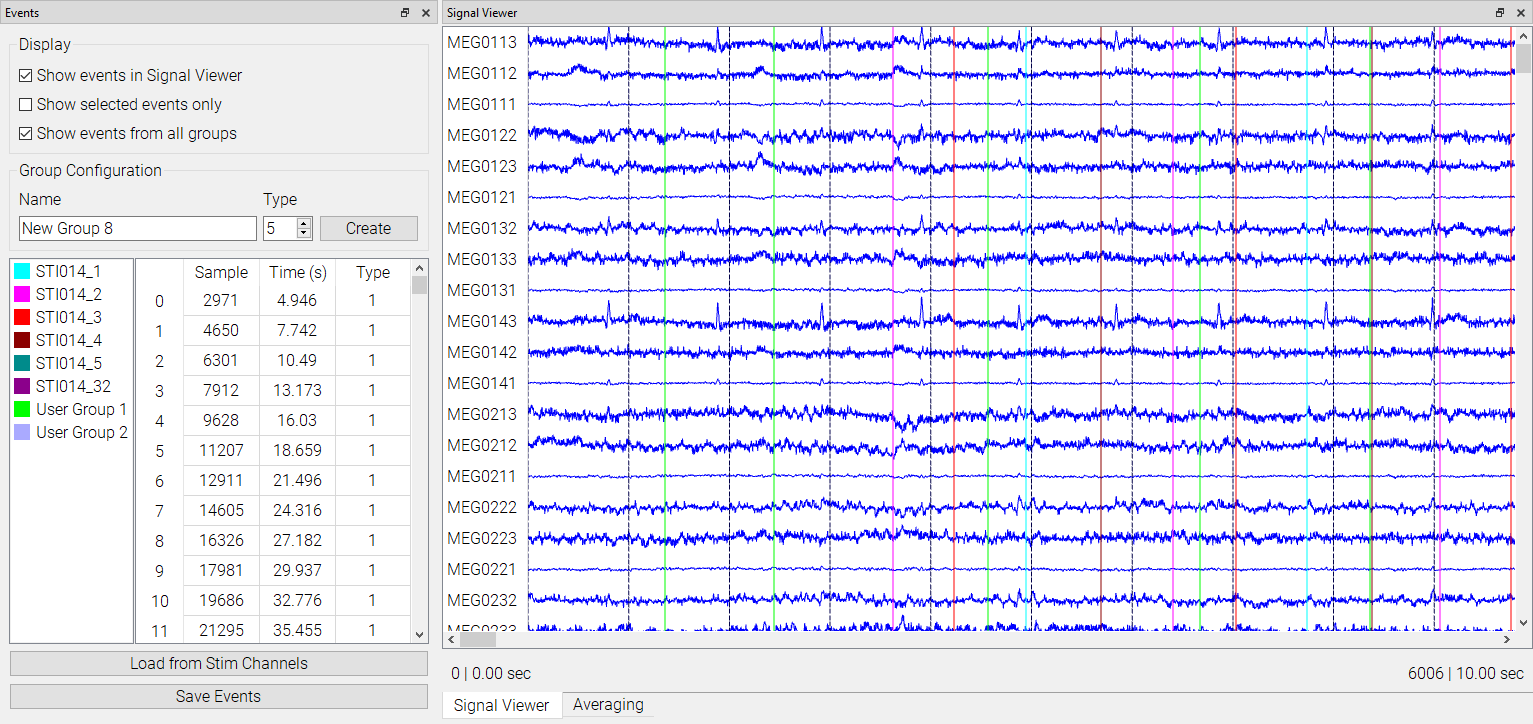 Events
Display
Show events in Signal Viewer
Show selected events only
Show events from all groups
Group Configuration
Name Type
New Group 8 5 Create
STI014_1
STI014_2
STI014_3
STI014_4
STI014_5
STI014_32
User Group 1
User Group 2
Sample Time (s) Type
0 2971 4.946 1
1 4650 7.742 1
2 6301 10.49 1
3 7912 13.173 1
4 9628 16.03 1
5 11207 18.659 1
6 12911 21.496 1
7 14605 24.316 1
8 16326 27.182 1
9 17981 29.937 1
10 19686 32.776 1
11 21295 35.455 1
Load from Stim Channels
Save Events
Signal Viewer
MEG0113
MEG0112
MEG0111
MEG0122
MEG0123
MEG0121
MEG0132
MEG0133
MEG0131
MEG0143
MEG0142
MEG0141
MEG0213
MEG0212
MEG0211
MEG0222
MEG0223
MEG0221
MEG0232
MEG0233
0 | 0.00 sec 6006 | 10.00 sec
Signal Viewer Averaging